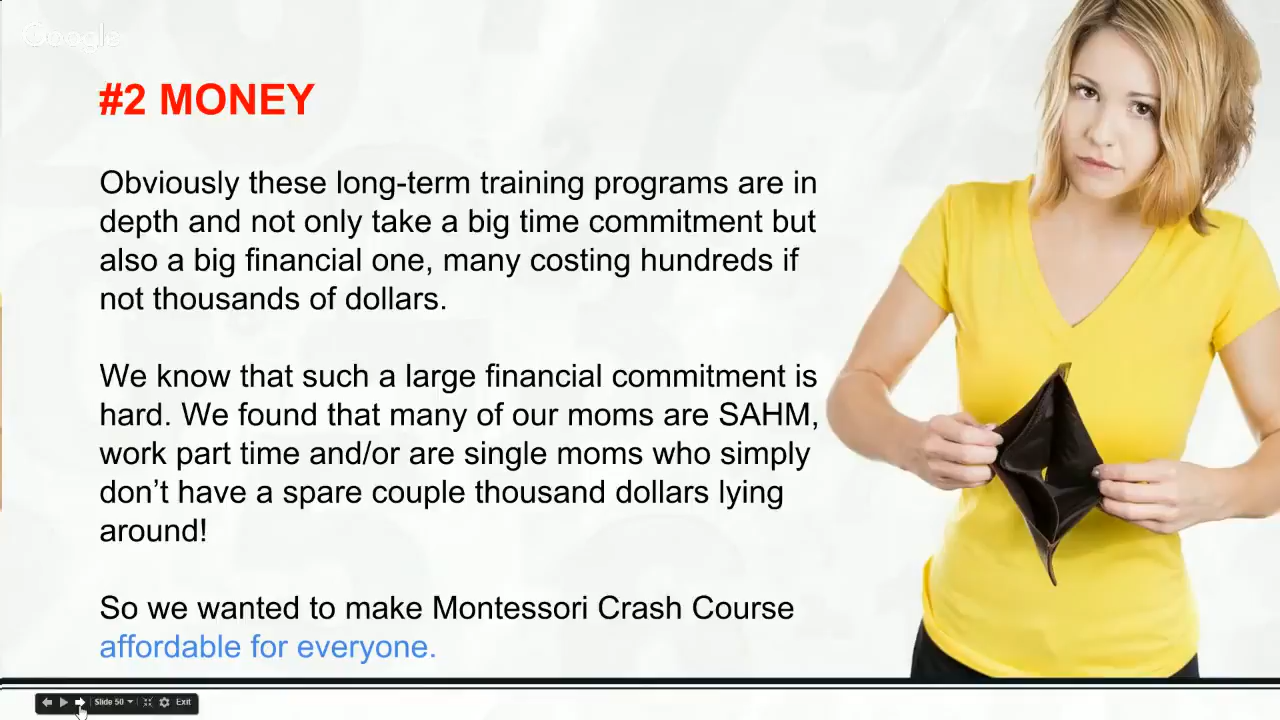 Google
#2 MONEY
Obviously these long-term training programs are in
depth and not only take a big time commitment but
also a big financial one, many costing hundreds if
not thousands of dollars.
We know that such a large financial commitment is
hard. We found that many of our moms are SAHM,
work part time and/or are single moms who simply
don’t have a spare couple thousand dollars lying
around!
So we wanted to make Montessori Crash Course
affordable for everyone.
Slide 50 Exit